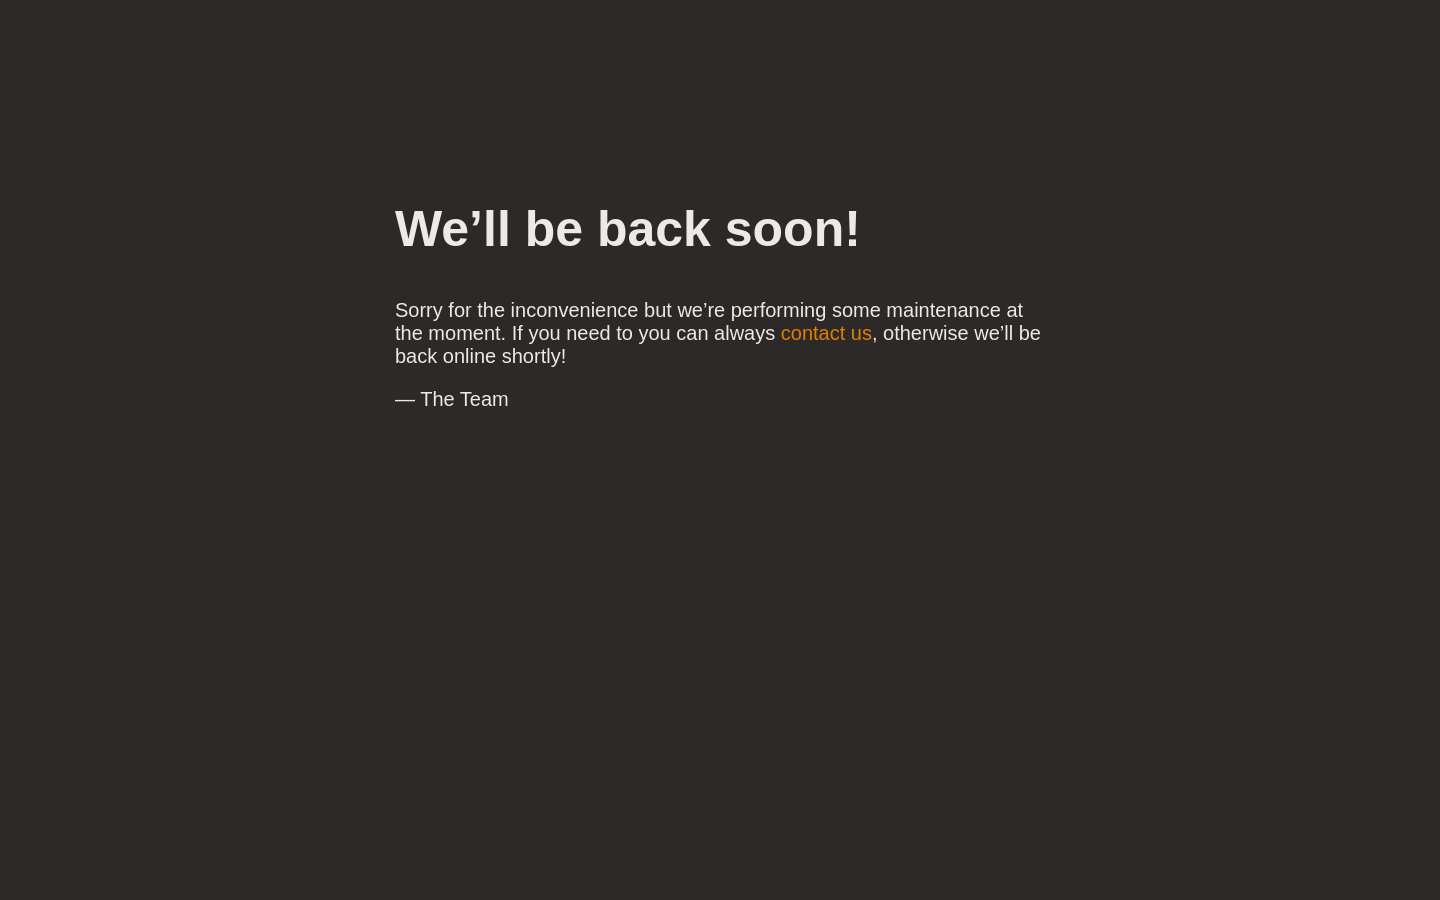 We’ll be back soon!
Sorry for the inconvenience but we’re performing some maintenance at
the moment. If you need to you can always contact us, otherwise we’ll be
back online shortly!
— The Team